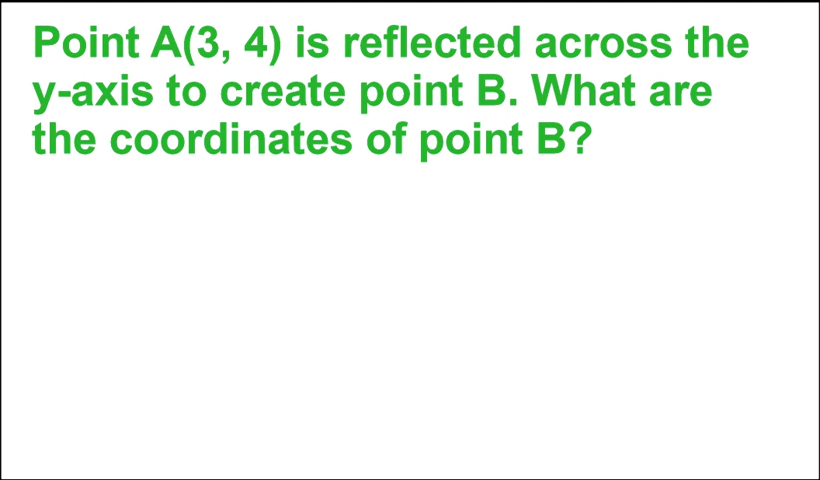 Point A(3, 4) is reflected across the
y-axis to create point B. What are
the coordinates of point B?